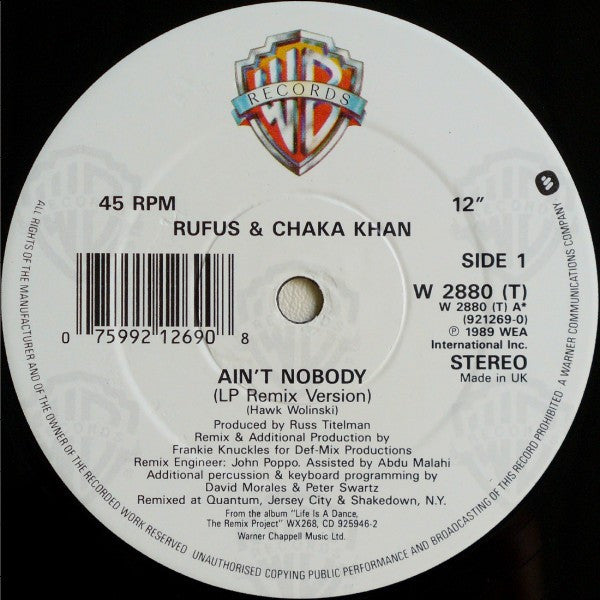 WB
RECORDS
45 RPM
12"
RUFUS & CHAKA KHAN
SIDE 1
W 2880 (T)
W 2880 (T) A*
(921269-0)
℗ 1989 WEA
International Inc.
STEREO
Made in UK
0 75992 12690 8
AIN'T NOBODY
(LP Remix Version)
(Hawk Wolinski)
Produced by Russ Titelman
Remix & Additional Production by
Frankie Knuckles for Def-Mix Productions
Remix Engineer: John Poppo. Assisted by Abdu Malahi
Additional percussion & keyboard programming by
David Morales & Peter Swartz
Remixed at Quantum, Jersey City & Shakedown, N.Y.
From the album "Life Is A Dance,
The Remix Project" WX268, CD 925946-2
Warner Chappell Music Ltd.
ALL RIGHTS OF THE MANUFACTURER AND OF THE OWNER OF THE RECORDED WORK RESERVED UNAUTHORISED COPYING PUBLIC PERFORMANCE AND BROADCASTING OF THIS RECORD PROHIBITED A WARNER COMMUNICATIONS COMPANY